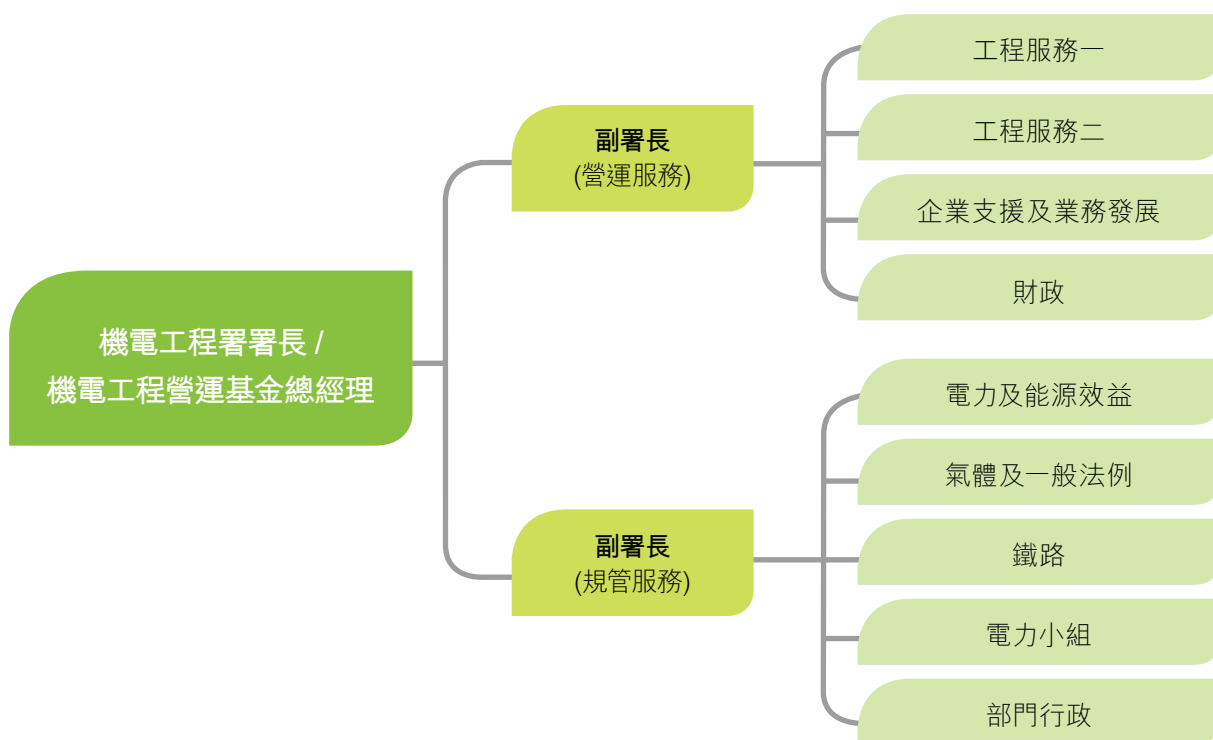 機電工程署署長 /
機電工程營運基金總經理
副署長
(營運服務)
工程服務一
工程服務二
企業支援及業務發展
財政
副署長
(規管服務)
電力及能源效益
氣體及一般法例
鐵路
電力小組
部門行政